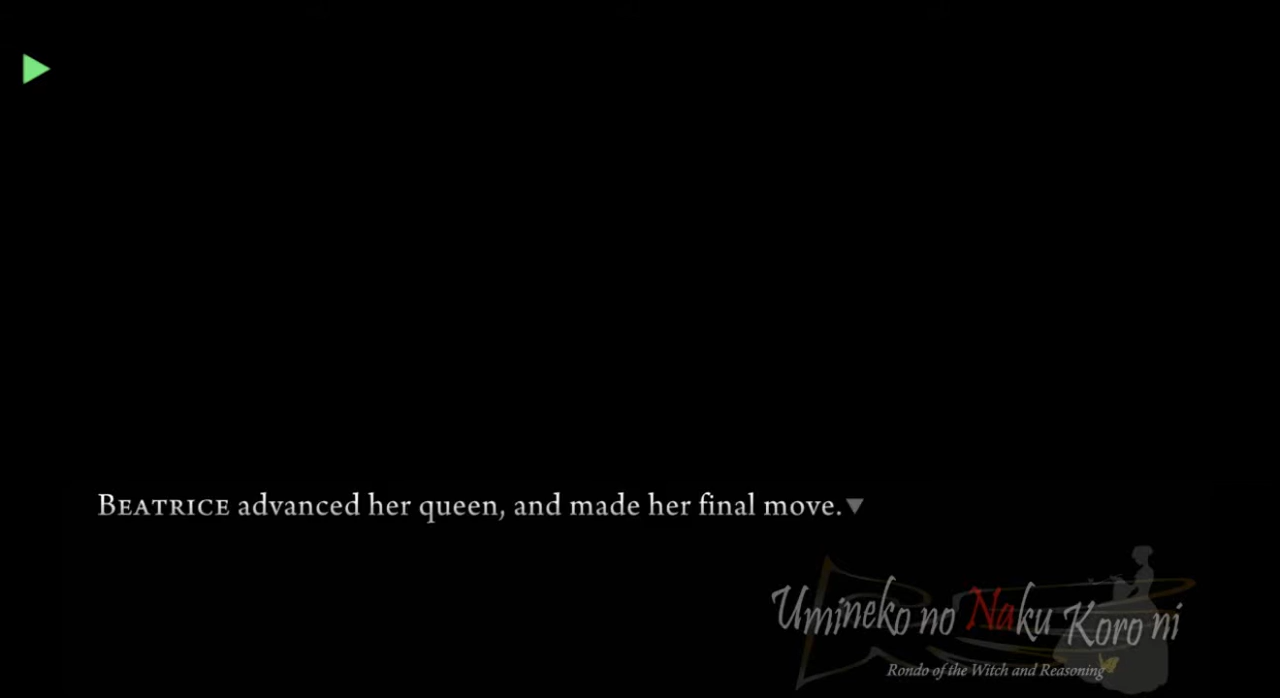 Beatrice advanced her queen, and made her final move.
Umineko no Naku Koro ni
Rondo of the Witch and Reasoning